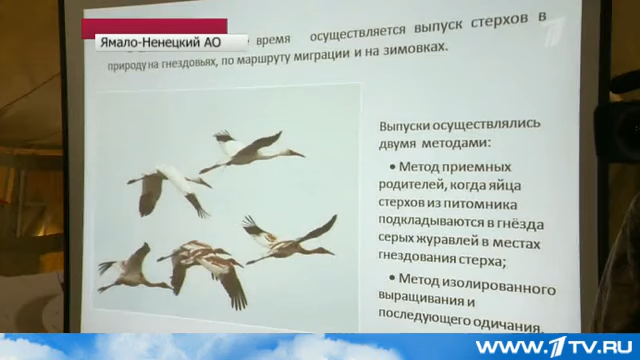 Ямало-Ненецкий АО
время осуществляется выпуск стерхов в
природу на гнездовьях, по маршруту миграции и на зимовках.
Выпуски осуществлялись
двумя методами:
• Метод приемных
родителей, когда яйца
стерхов из питомника
подкладываются в гнёзда
серых журавлей в местах
гнездования стерха;
• Метод изолированного
выращивания и
последующего одичания.
www.1TV.RU